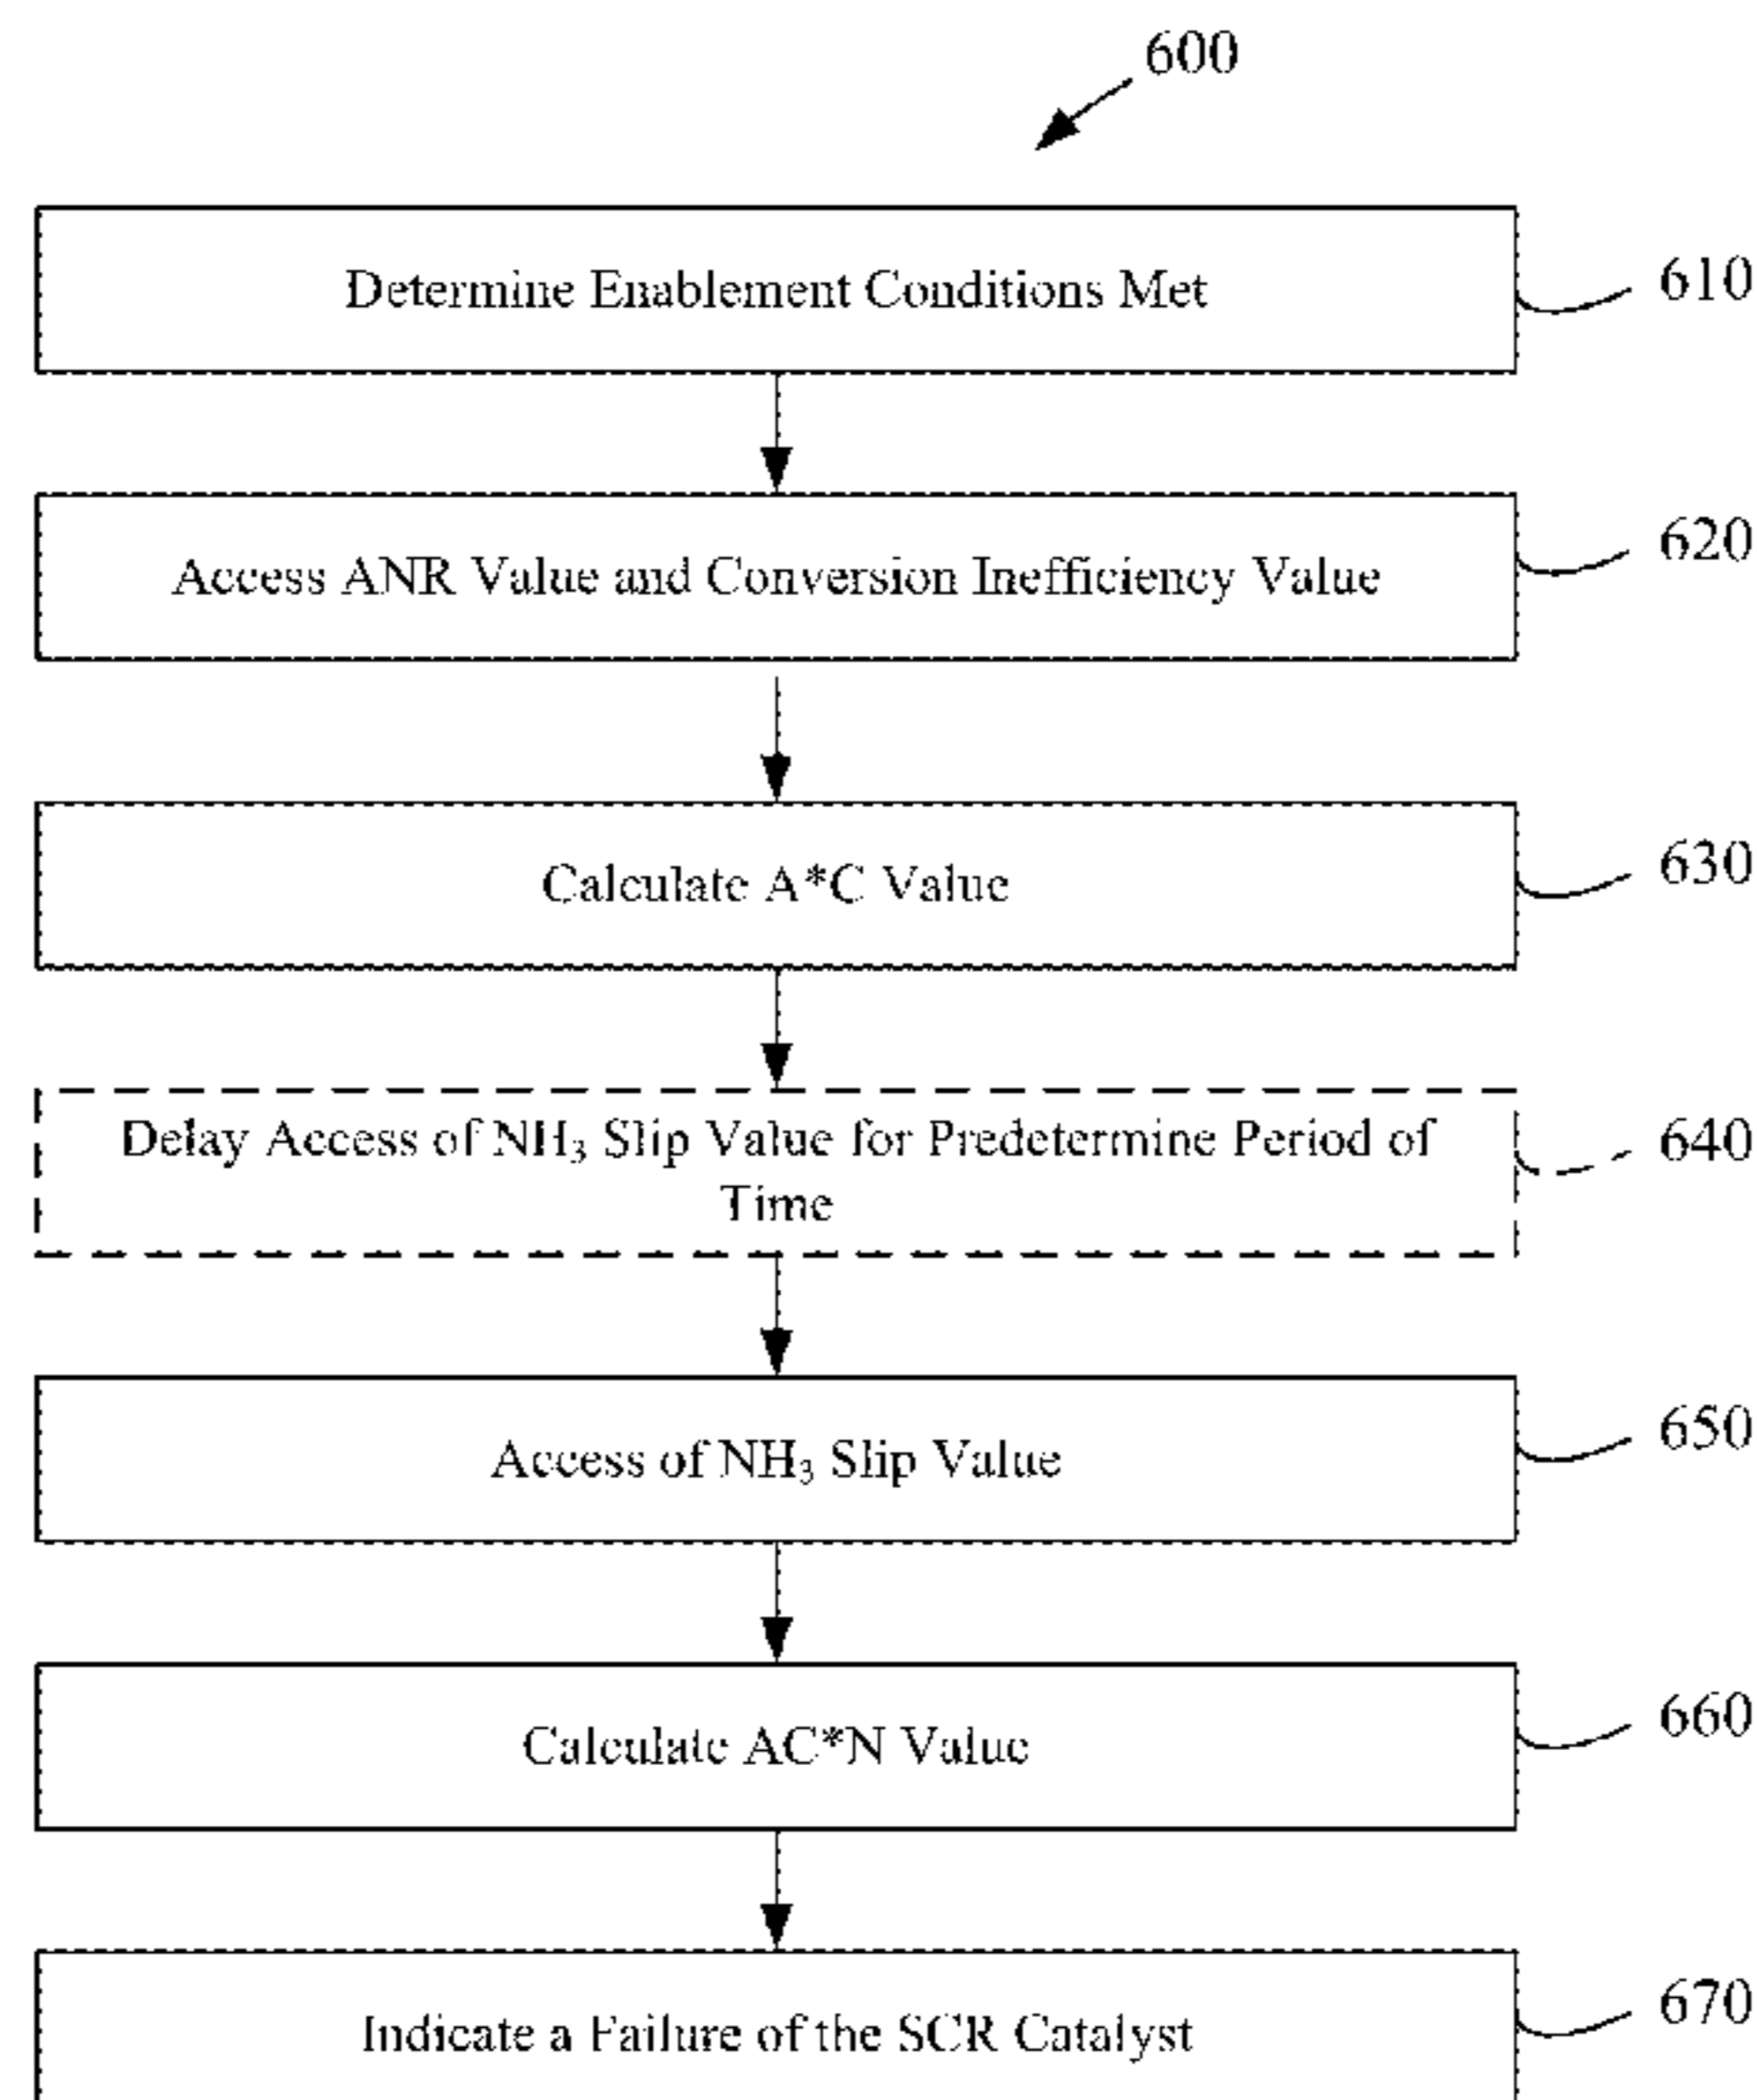 600
Determine Enablement Conditions Met
610
Access ANR Value and Conversion Inefficiency Value
620
Calculate A*C Value
630
Delay Access of NH₃ Slip Value for Predetermine Period of
Time
640
Access of NH₃ Slip Value
650
Calculate AC*N Value
660
Indicate a Failure of the SCR Catalyst
670